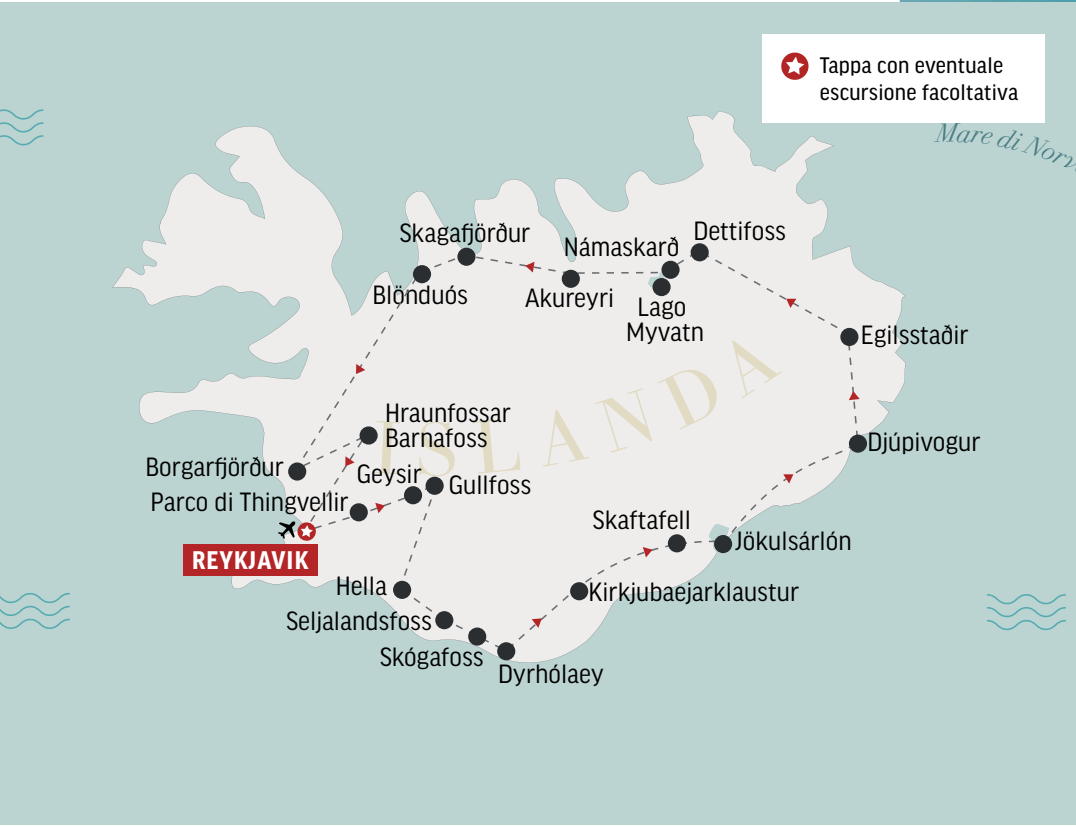 Tappa con eventuale
escursione facoltativa
Mare di Norv
Skagafjörður
Námaskarð
Dettifoss
Blönduós
Akureyri
Lago
Myvatn
Egilsstaðir
ISLANDA
Hraunfossar
Barnafoss
Djúpivogur
Borgarfjörður
Geysir
Gullfoss
Parco di Thingvellir
Skaftafell
Jökulsárlón
REYKJAVIK
Hella
Kirkjubaejarklaustur
Seljalandsfoss
Skógafoss
Dyrhólaey